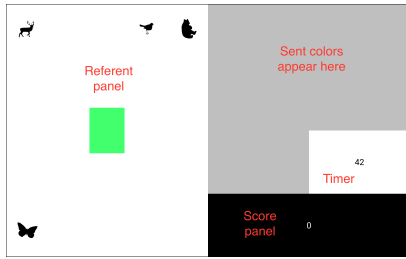 Referent
panel
Sent colors
appear here
42
Timer
Score
panel
0